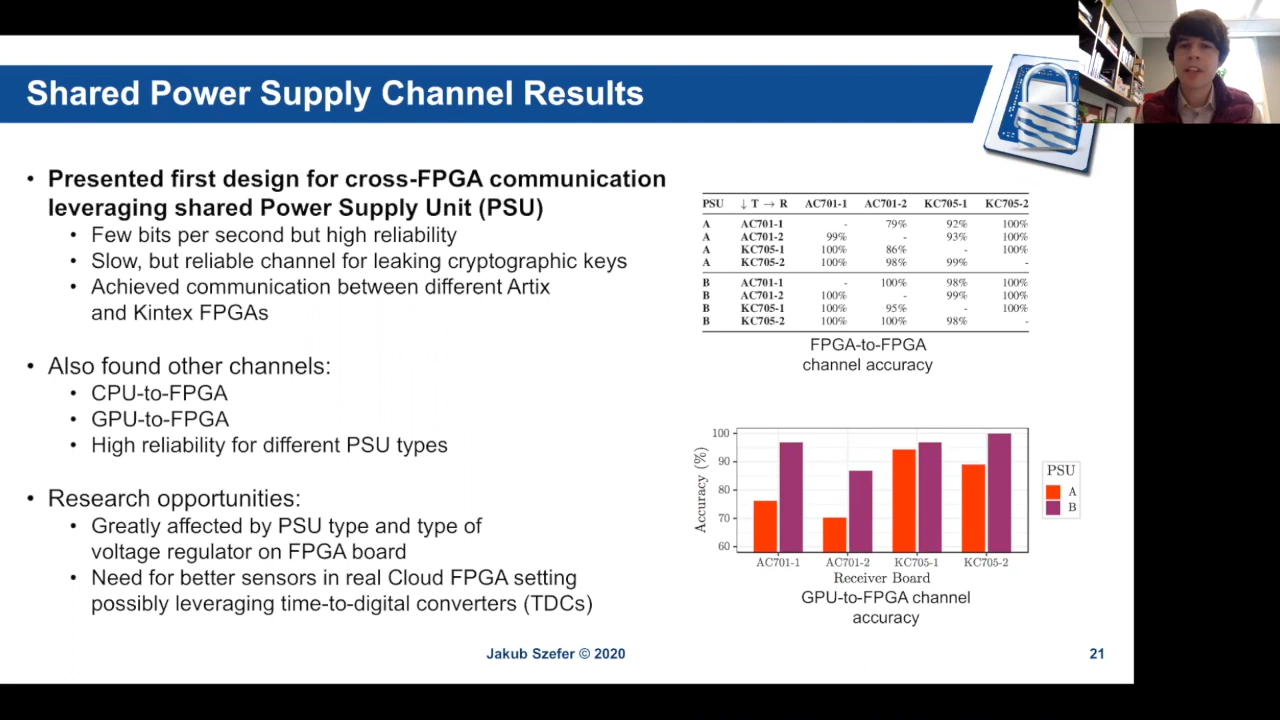 Shared Power Supply Channel Results
• Presented first design for cross-FPGA communication
leveraging shared Power Supply Unit (PSU)
• Few bits per second but high reliability
• Slow, but reliable channel for leaking cryptographic keys
• Achieved communication between different Artix
and Kintex FPGAs
• Also found other channels:
• CPU-to-FPGA
• GPU-to-FPGA
• High reliability for different PSU types
• Research opportunities:
• Greatly affected by PSU type and type of
voltage regulator on FPGA board
• Need for better sensors in real Cloud FPGA setting
possibly leveraging time-to-digital converters (TDCs)
PSU ↓ T → R AC701-1 AC701-2 KC705-1 KC705-2
A AC701-1 - 79% 92% 100%
A AC701-2 99% - 93% 100%
A KC705-1 100% 86% - 100%
A KC705-2 100% 98% 99% -
B AC701-1 - 100% 98% 100%
B AC701-2 100% - 99% 100%
B KC705-1 100% 95% - 100%
B KC705-2 100% 100% 98% -
FPGA-to-FPGA
channel accuracy
Accuracy (%)
100
90
80
70
60
AC701-1 AC701-2 KC705-1 KC705-2
Receiver Board
PSU
A
B
GPU-to-FPGA channel
accuracy
Jakub Szefer © 2020
21